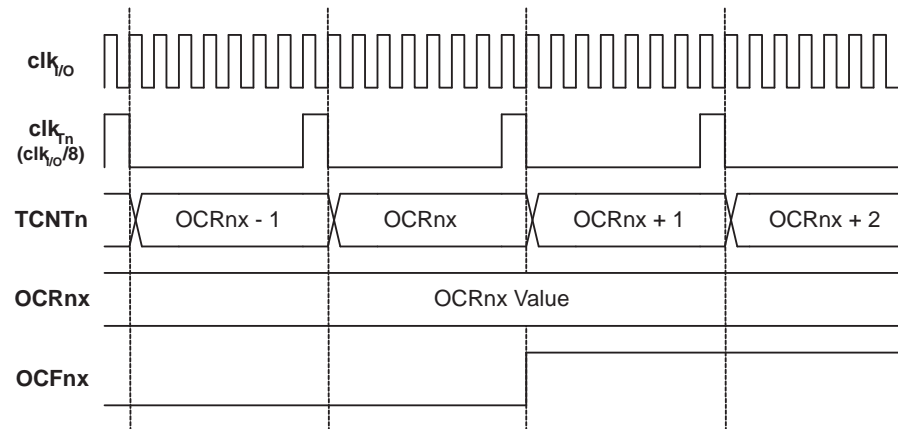 clkI/O
clkTn
(clkI/O/8)
TCNTn
OCRnx - 1
OCRnx
OCRnx + 1
OCRnx + 2
OCRnx
OCRnx Value
OCFnx